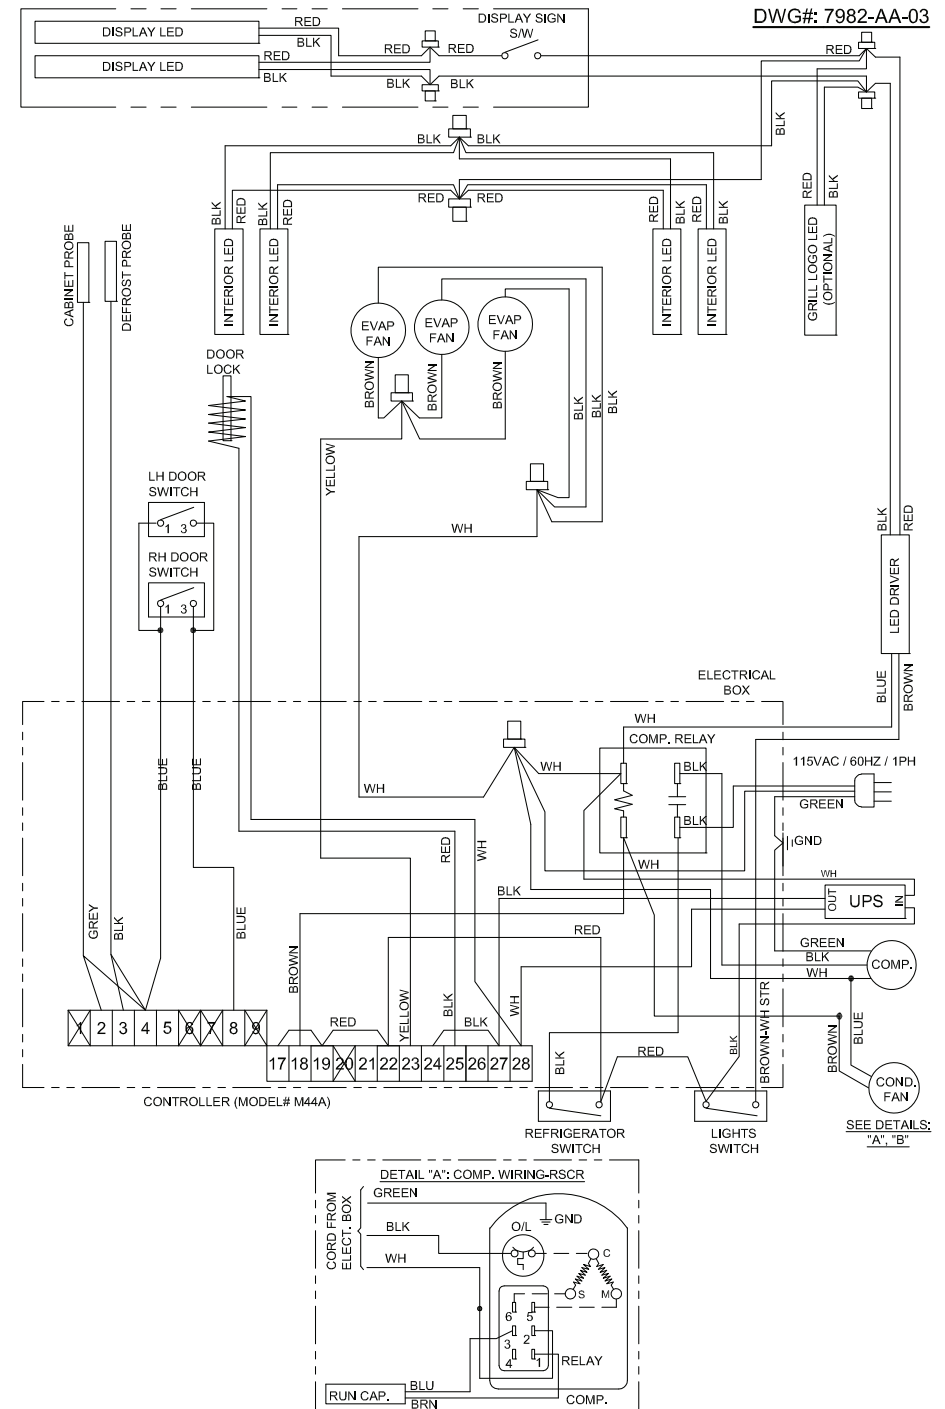 DWG#: 7982-AA-03
DISPLAY SIGN
S/W
DISPLAY LED
RED
BLK
RED
RED
RED
DISPLAY LED
RED
BLK
BLK
BLK
BLK
BLK
BLK
RED
RED
BLK
RED
BLK
RED
RED
BLK
RED
BLK
RED
BLK
INTERIOR LED
INTERIOR LED
INTERIOR LED
INTERIOR LED
GRILL LOGO LED
(OPTIONAL)
CABINET PROBE
DEFROST PROBE
EVAP
FAN
EVAP
FAN
EVAP
FAN
DOOR
LOCK
BROWN
BROWN
BROWN
BLK
BLK
BLK
YELLOW
LH DOOR
SWITCH
1 3
WH
BLK
RED
RH DOOR
SWITCH
1 3
LED DRIVER
ELECTRICAL
BOX
BLUE
BROWN
WH
COMP. RELAY
WH
BLK
115VAC / 60HZ / 1PH
BLUE
BLUE
WH
GREEN
BLK
GND
RED
WH
WH
WH
BLK
OUT
UPS
IN
GREY
BLK
BLUE
BROWN
RED
GREEN
BLK
WH
COMP.
YELLOW
BLK
WH
BROWN-WH STR
BLUE
BROWN
1 2 3 4 5 6 7 8 9
RED
BLK
17 18 19 20 21 22 23 24 25 26 27 28
BLK
RED
BLK
COND.
FAN
CONTROLLER (MODEL# M44A)
SEE DETAILS:
"A", "B"
REFRIGERATOR
SWITCH
LIGHTS
SWITCH
DETAIL "A": COMP. WIRING-RSCR
CORD FROM
ELECT. BOX
GREEN
GND
BLK
O/L
WH
C
S
M
6 5
3 2
4 1
RELAY
RUN CAP.
BLU
BRN
COMP.